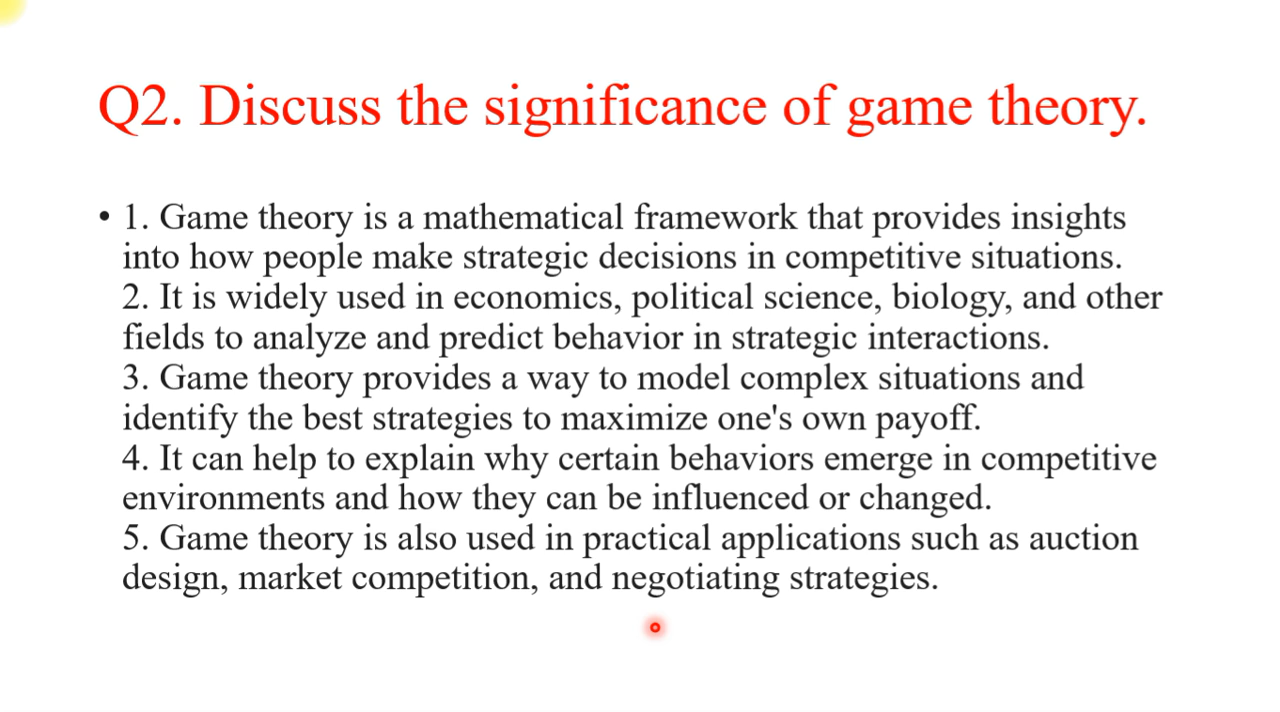 Q2. Discuss the significance of game theory.
• 1. Game theory is a mathematical framework that provides insights
into how people make strategic decisions in competitive situations.
2. It is widely used in economics, political science, biology, and other
fields to analyze and predict behavior in strategic interactions.
3. Game theory provides a way to model complex situations and
identify the best strategies to maximize one's own payoff.
4. It can help to explain why certain behaviors emerge in competitive
environments and how they can be influenced or changed.
5. Game theory is also used in practical applications such as auction
design, market competition, and negotiating strategies.